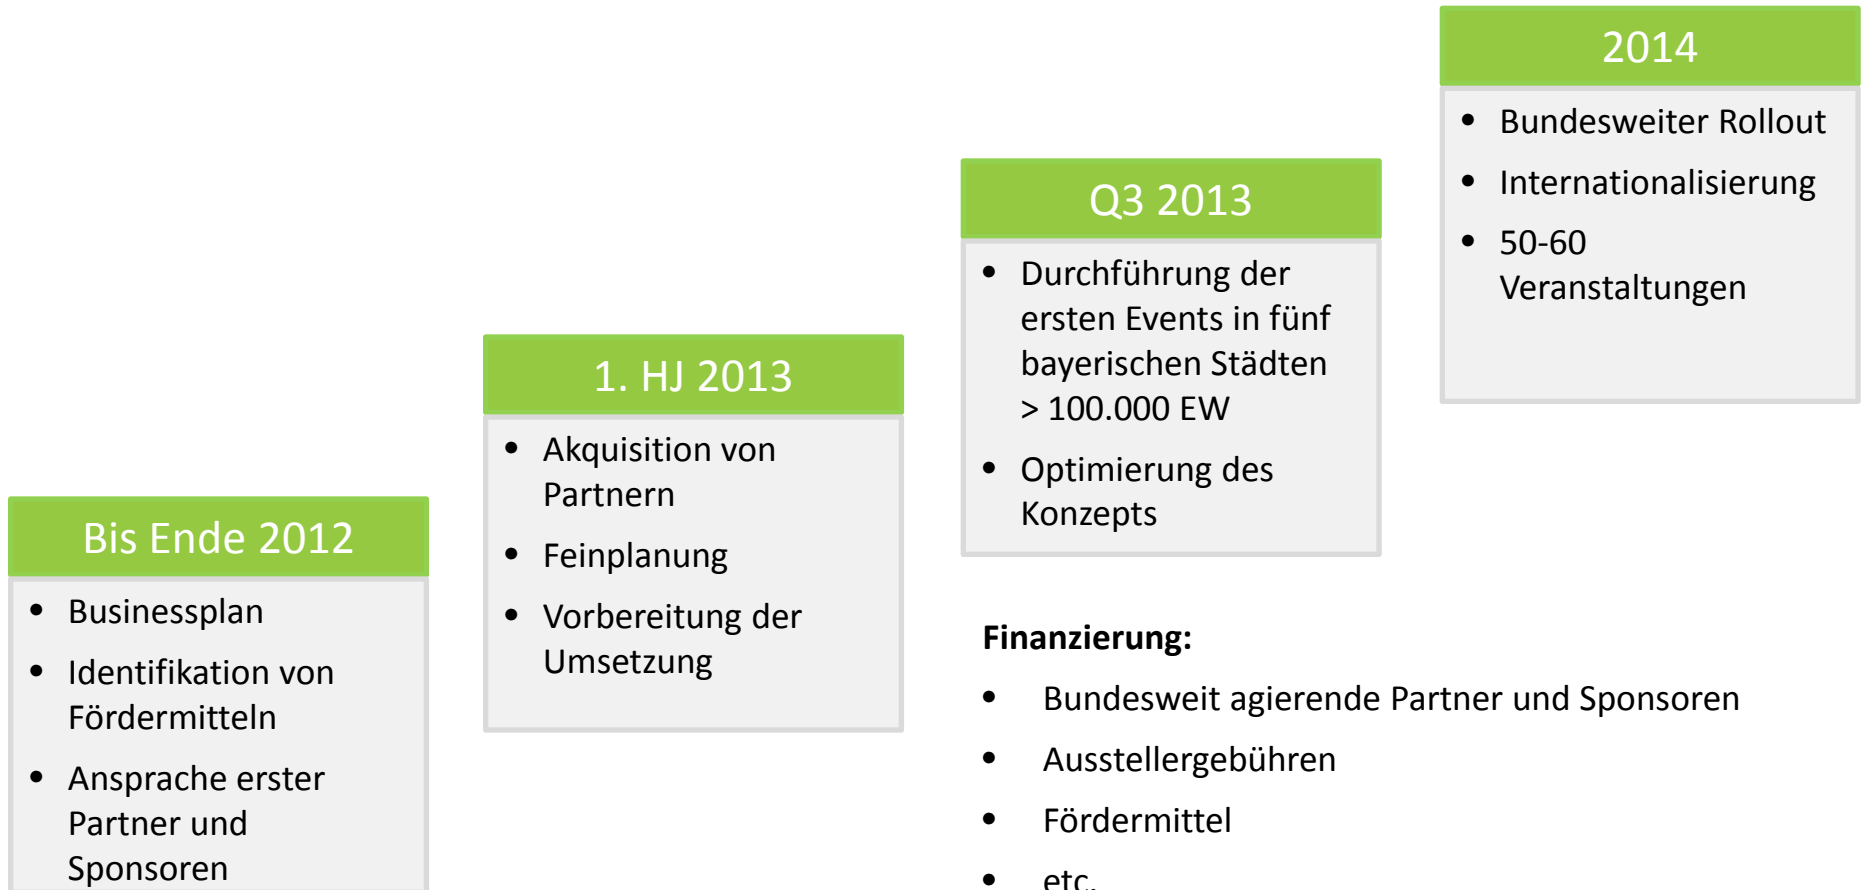 Bis Ende 2012
• Businessplan
• Identifikation von
Fördermitteln
• Ansprache erster
Partner und
Sponsoren
1. HJ 2013
• Akquisition von
Partnern
• Feinplanung
• Vorbereitung der
Umsetzung
Q3 2013
• Durchführung der
ersten Events in fünf
bayerischen Städten
> 100.000 EW
• Optimierung des
Konzepts
2014
• Bundesweiter Rollout
• Internationalisierung
• 50-60
Veranstaltungen
Finanzierung:
• Bundesweit agierende Partner und Sponsoren
• Ausstellergebühren
• Fördermittel
• etc.